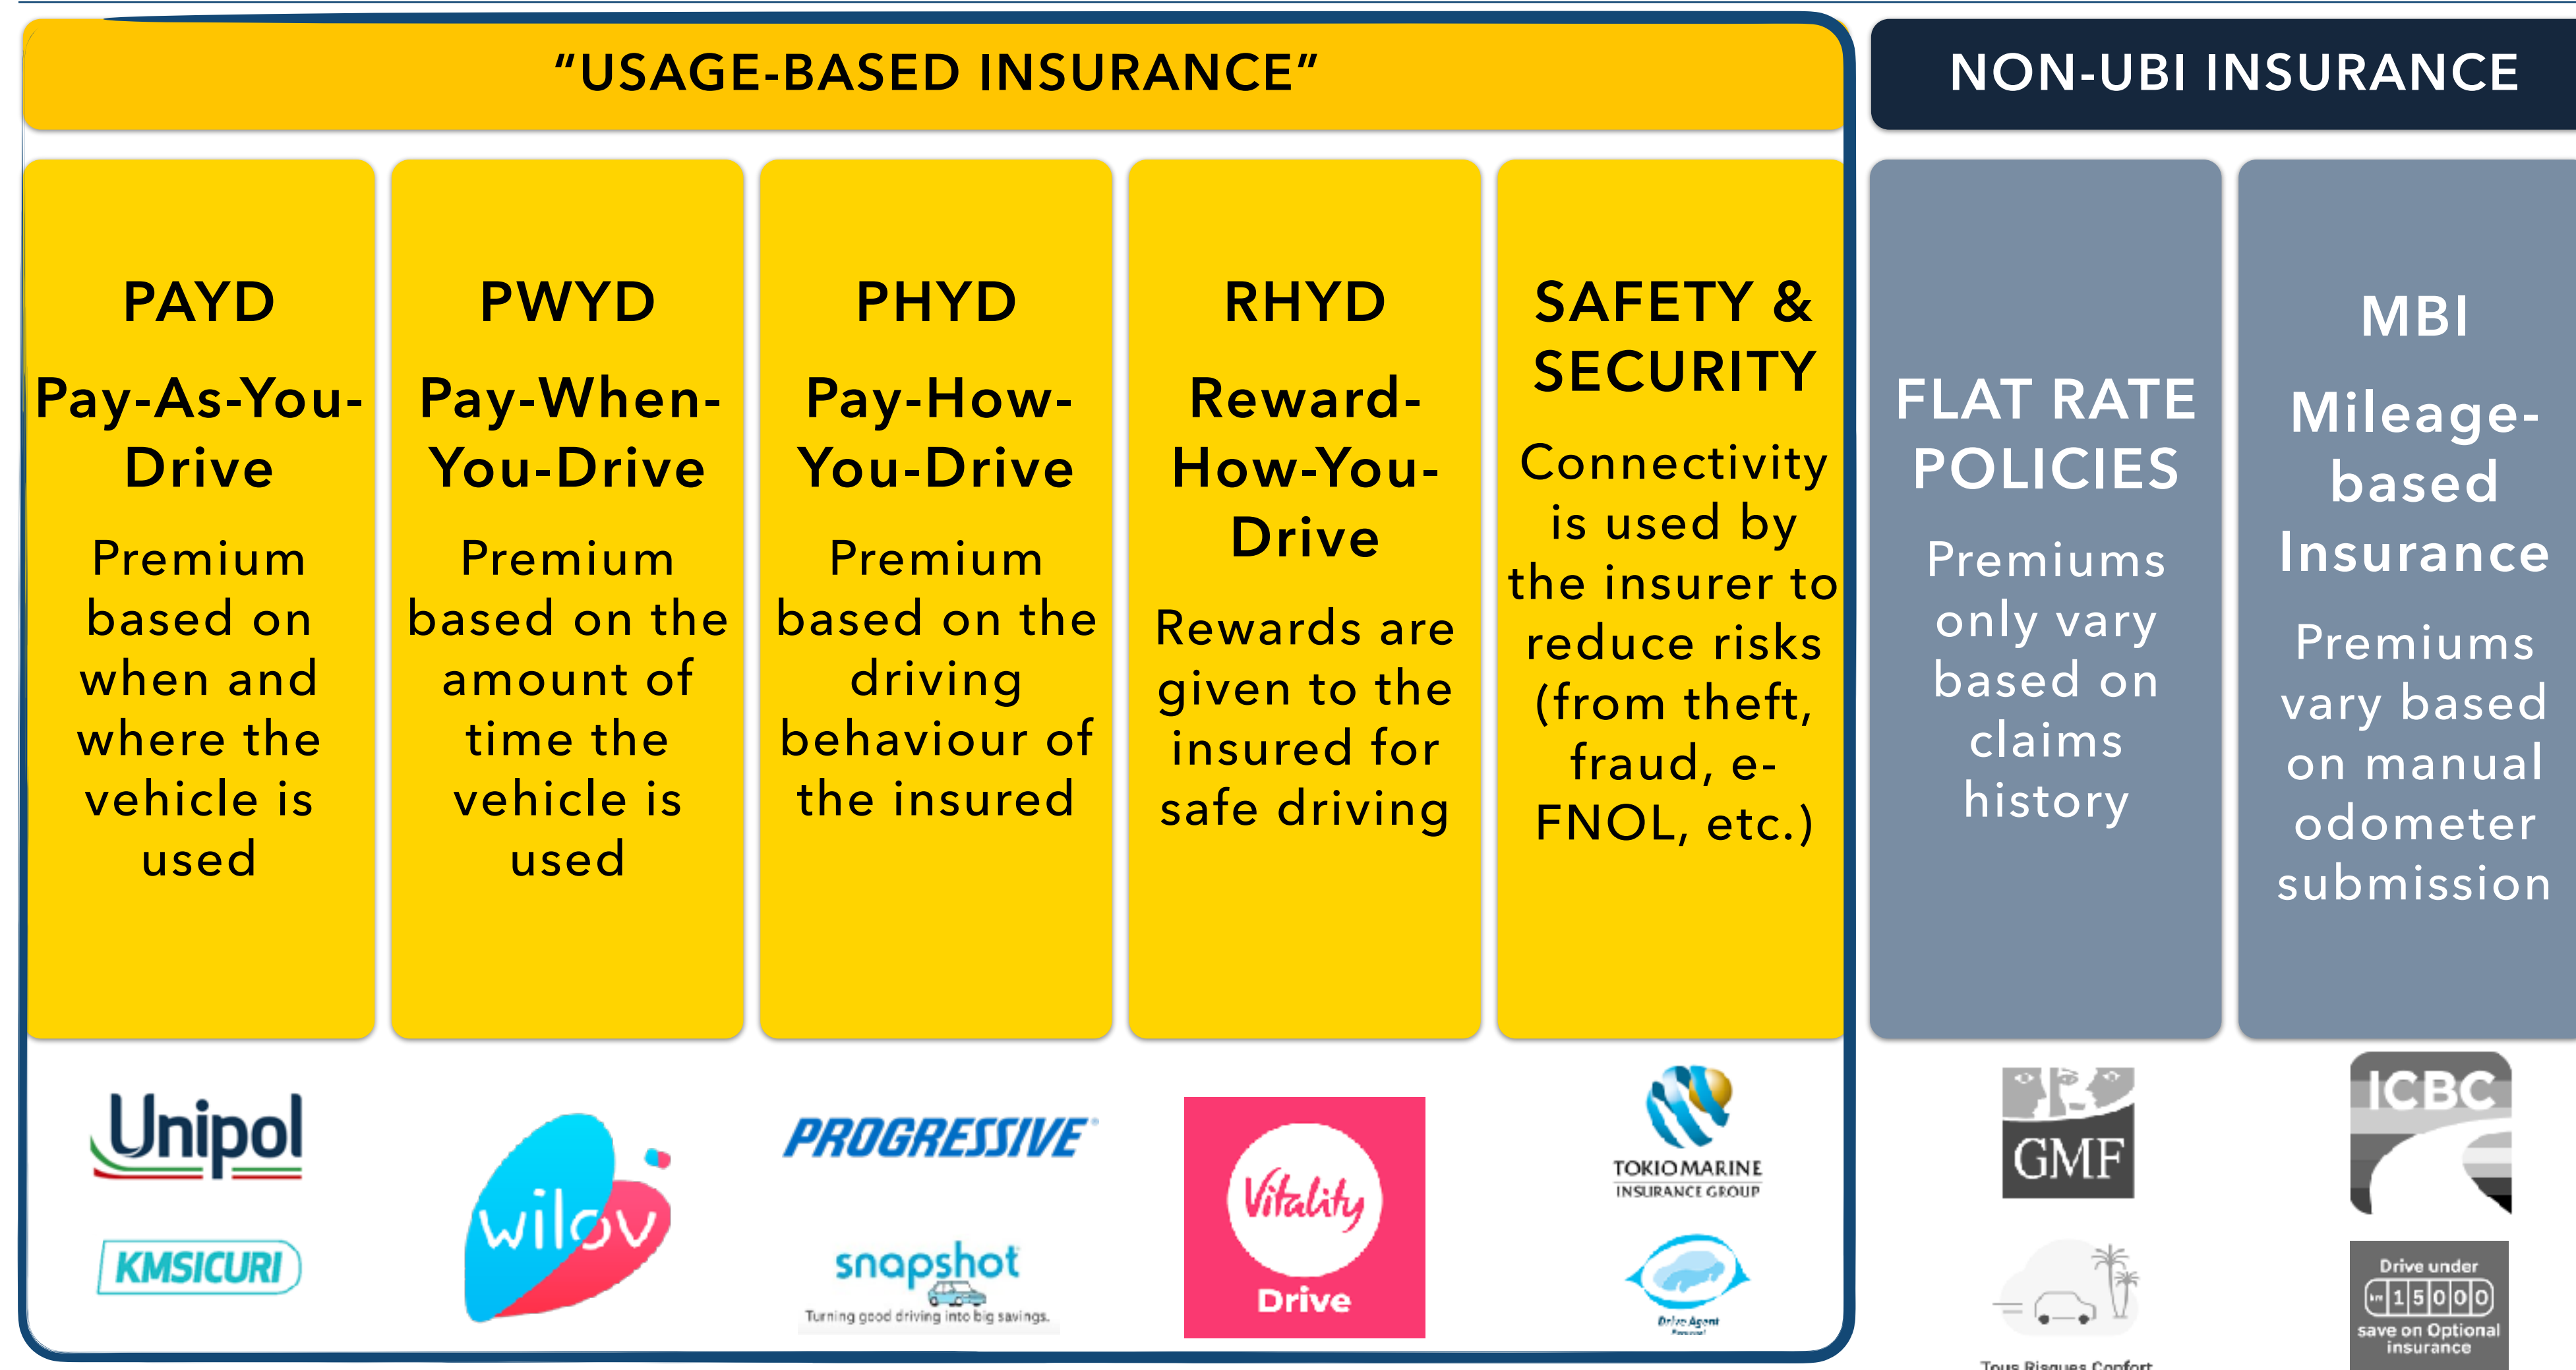 “USAGE-BASED INSURANCE”
NON-UBI INSURANCE
PAYD
Pay-As-You-
Drive
Premium
based on
when and
where the
vehicle is
used
PWYD
Pay-When-
You-Drive
Premium
based on the
amount of
time the
vehicle is
used
PHYD
Pay-How-
You-Drive
Premium
based on the
driving
behaviour of
the insured
RHYD
Reward-
How-You-
Drive
Rewards are
given to the
insured for
safe driving
SAFETY &
SECURITY
Connectivity
is used by
the insurer to
reduce risks
(from theft,
fraud, e-
FNOL, etc.)
FLAT RATE
POLICIES
Premiums
only vary
based on
claims
history
MBI
Mileage-
based
Insurance
Premiums
vary based
on manual
odometer
submission
Unipol
KMSICURI
wilov
PROGRESSIVE®
snapshot
Turning good driving into big savings.
Vitality
Drive
TOKIO MARINE
INSURANCE GROUP
Drive Agent
GMF
Tous Risques Confort
ICBC
Drive under
km 15000
save on Optional
insurance